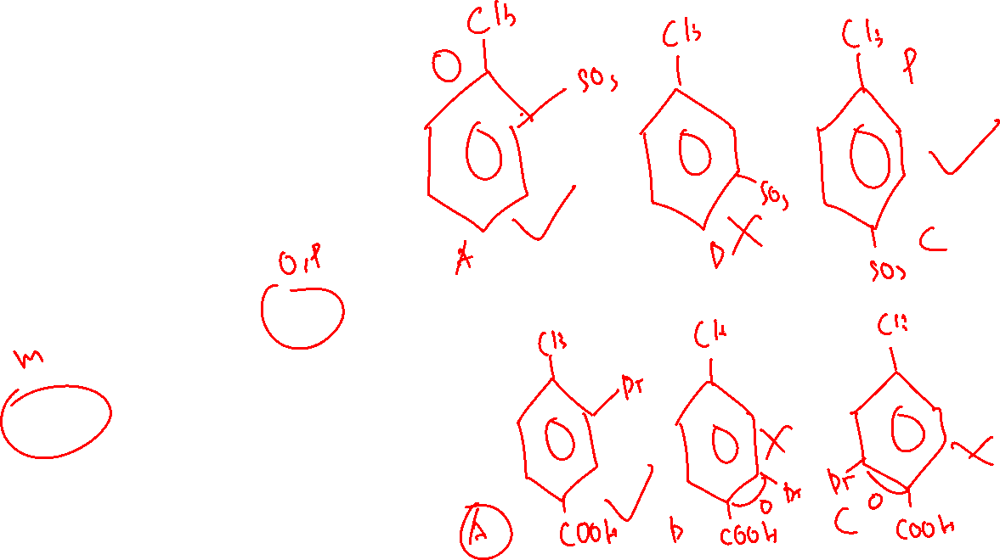 CH3 CH3 CH3
O P
SO3
SO3
A D C
SO3
O,P
m
CH3 CH3 CH3
Br
Br Br
O O
A COOH b COOH C COOH